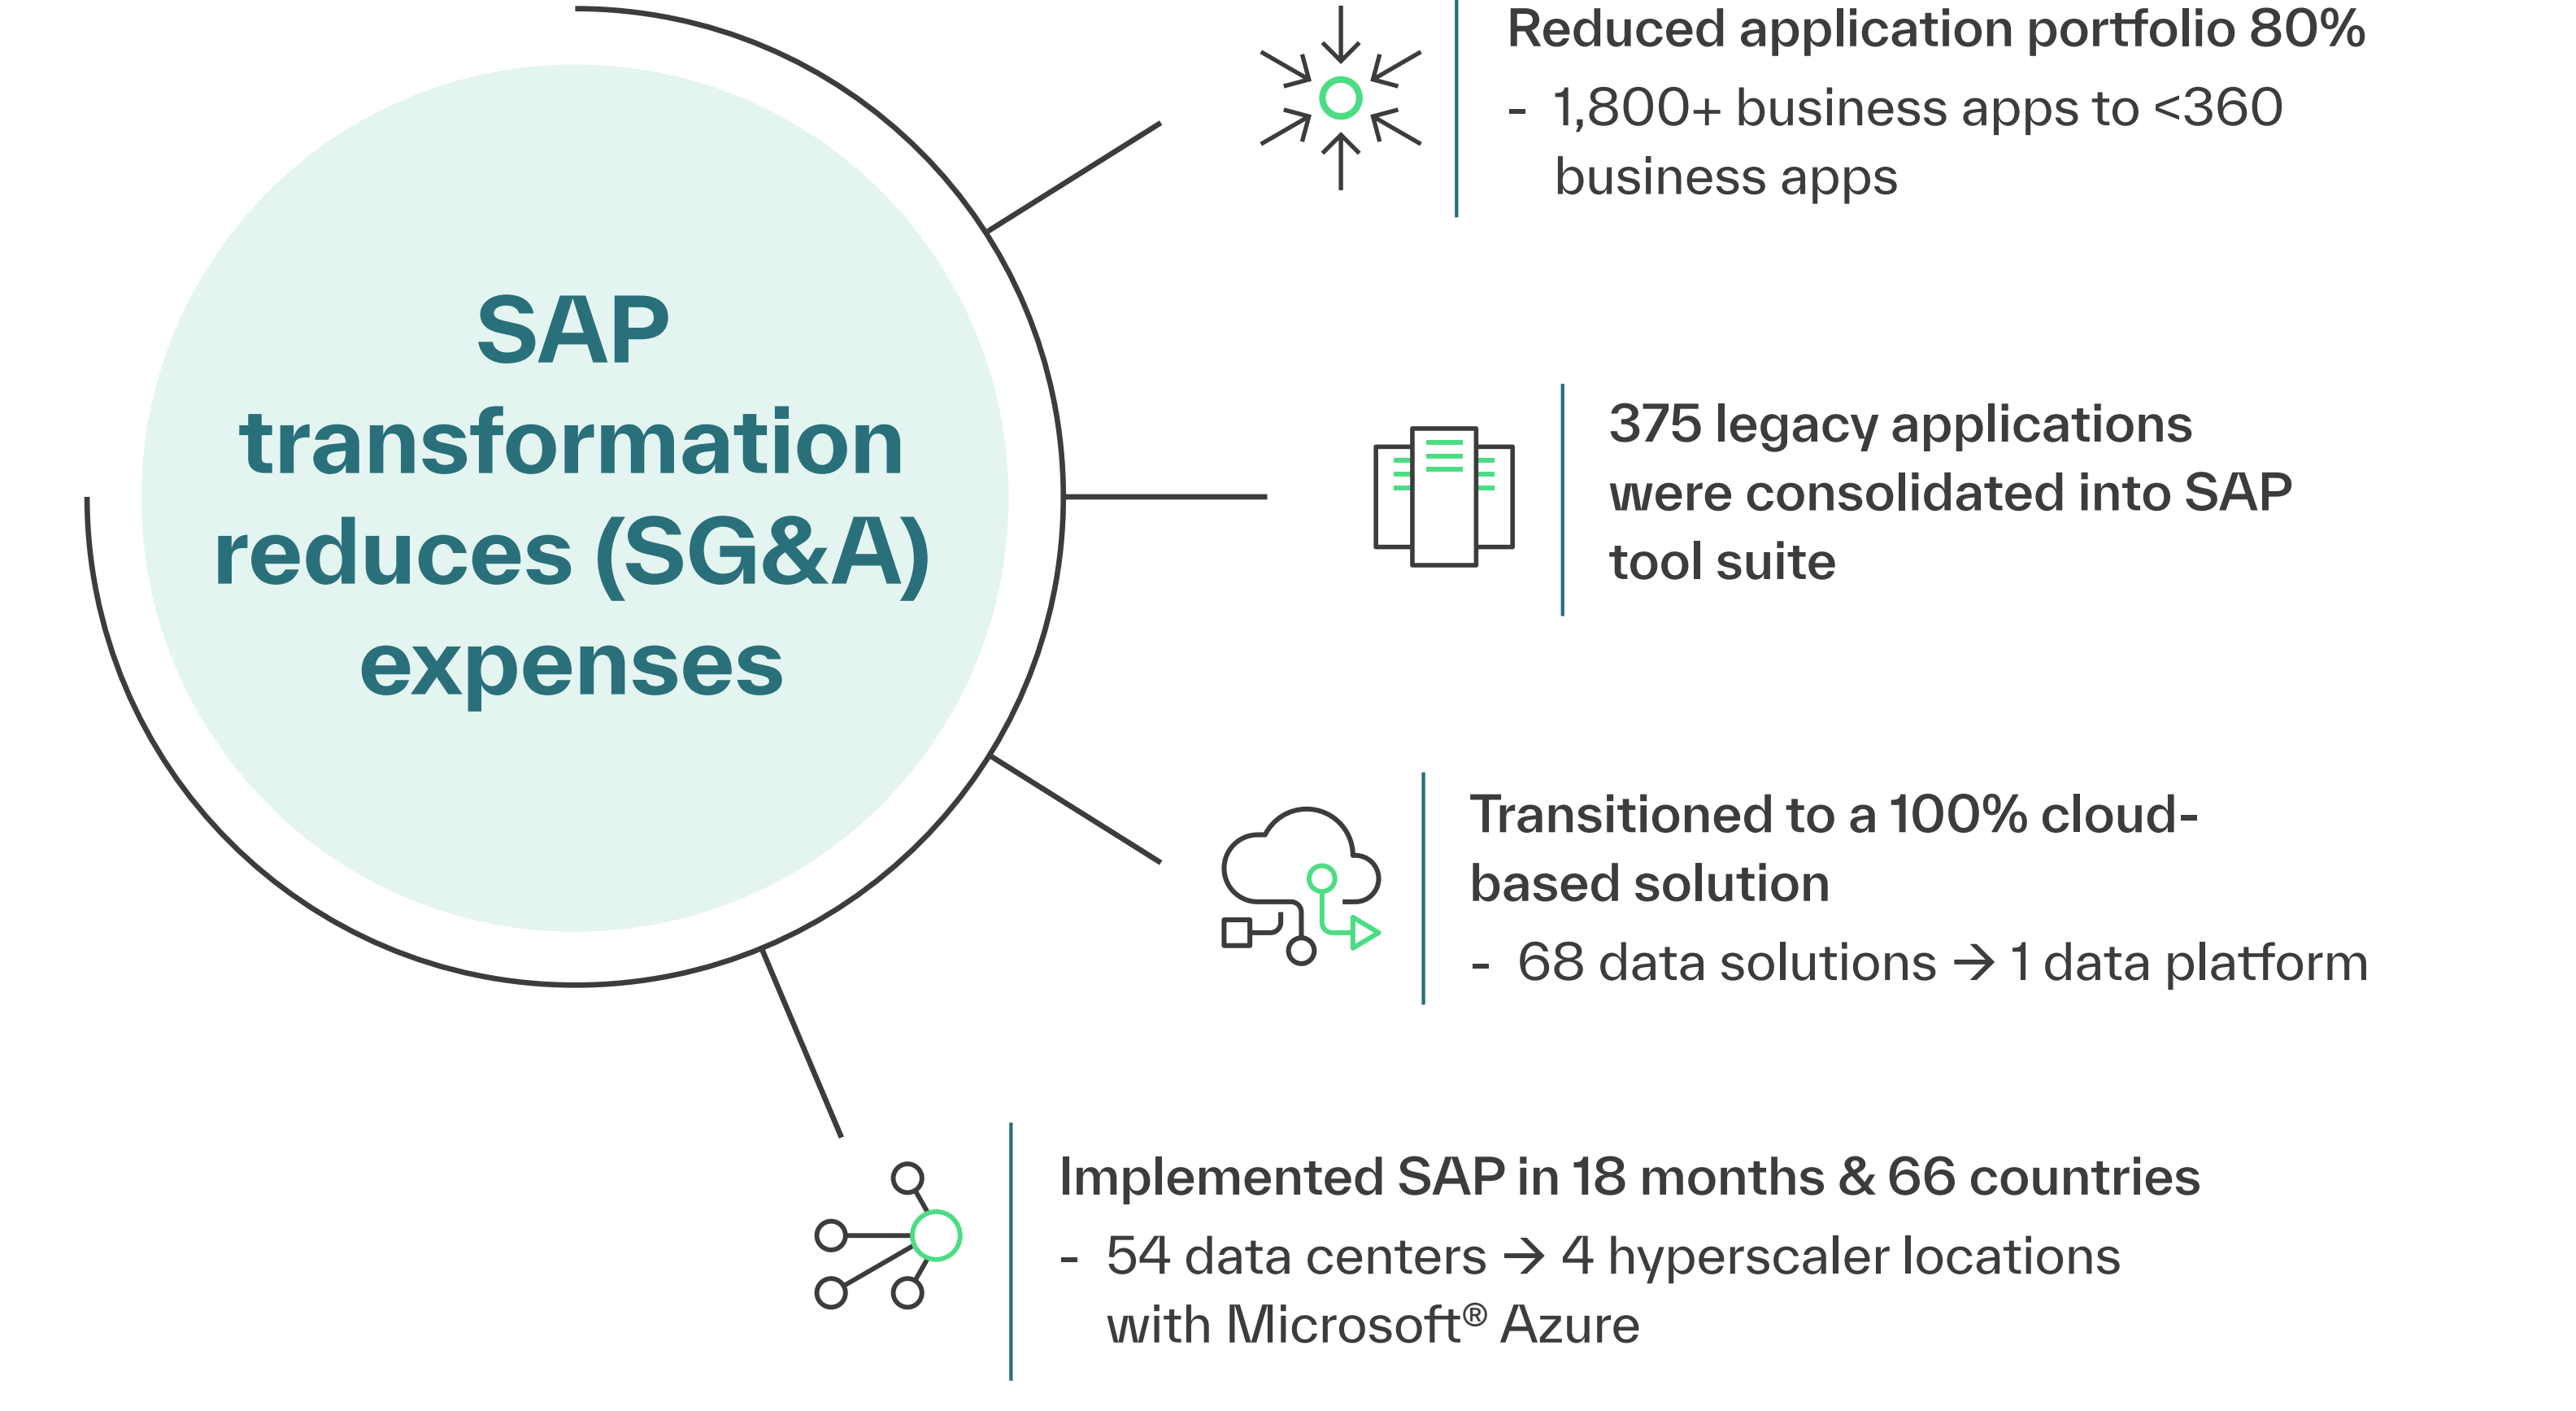 SAP
transformation
reduces (SG&A)
expenses
Reduced application portfolio 80%
- 1,800+ business apps to <360
business apps
375 legacy applications
were consolidated into SAP
tool suite
Transitioned to a 100% cloud-
based solution
- 68 data solutions → 1 data platform
Implemented SAP in 18 months & 66 countries
- 54 data centers → 4 hyperscaler locations
with Microsoft® Azure